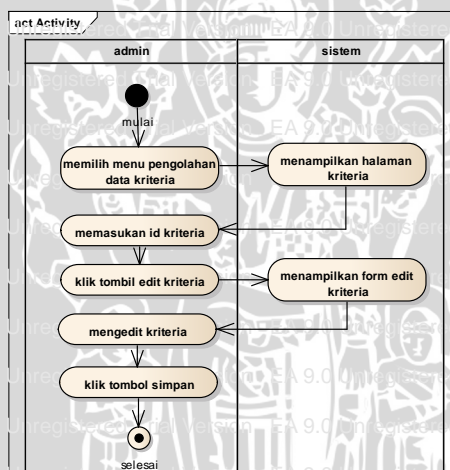 act Activity
admin
sistem
mulai
memilih menu pengolahan
data kriteria
menampilkan halaman
kriteria
memasukan id kriteria
klik tombil edit kriteria
menampilkan form edit
kriteria
mengedit kriteria
klik tombol simpan
selesai